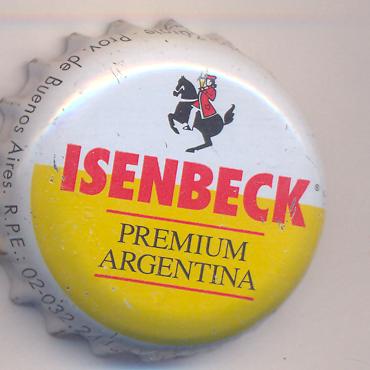 ISENBECK®
PREMIUM
ARGENTINA
Prov. de Buenos Aires. R.P.E.: 02-032.